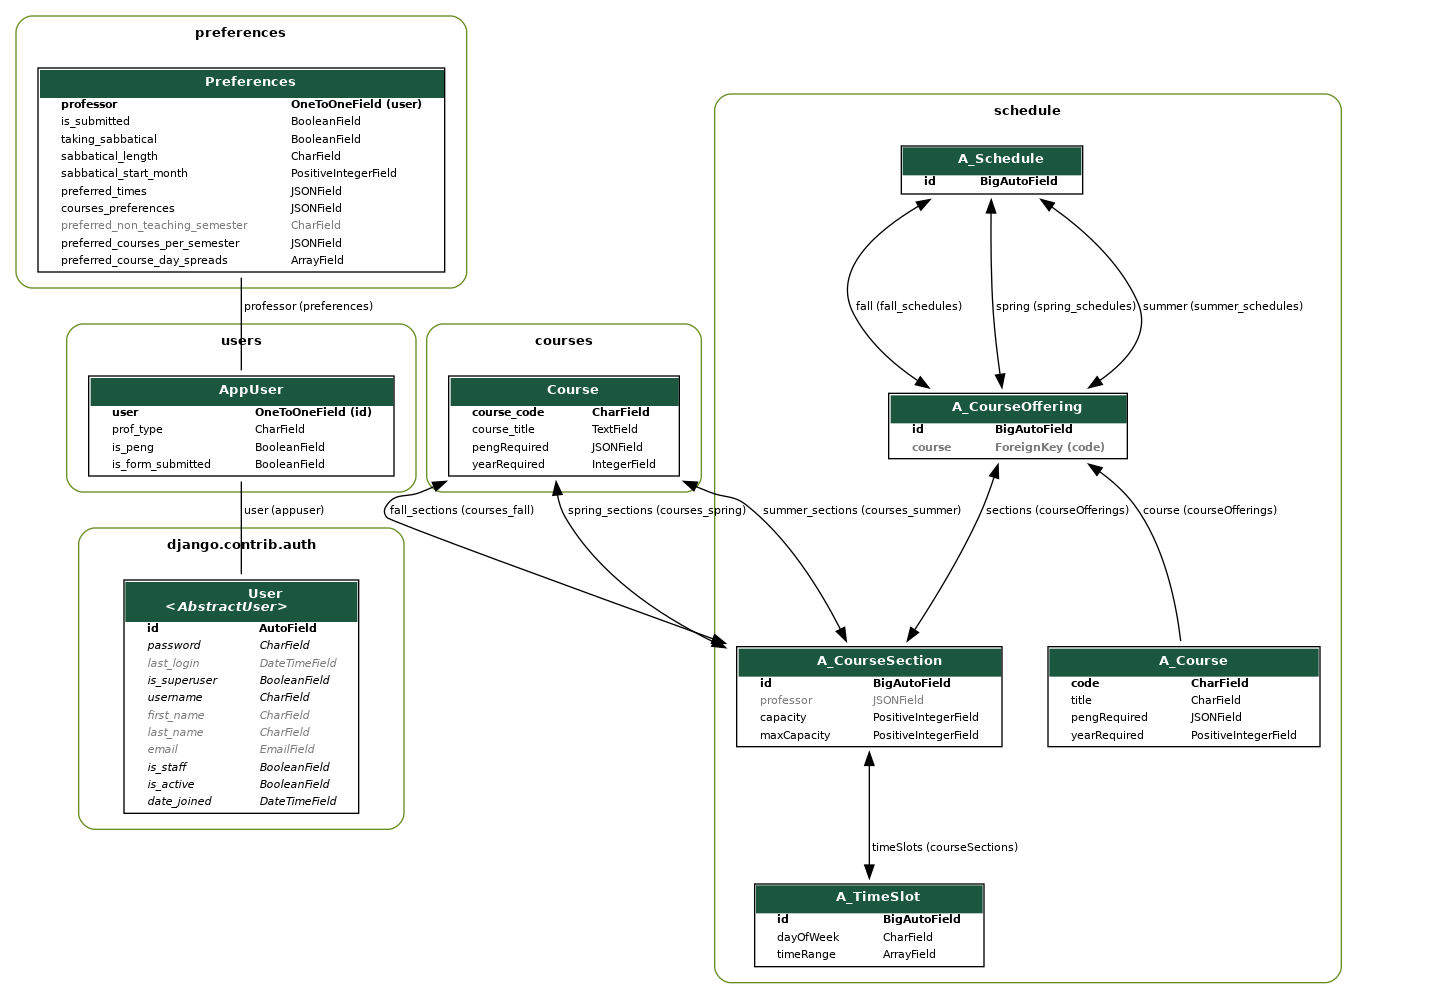 preferences
Preferences
professor OneToOneField (user)
is_submitted BooleanField
taking_sabbatical BooleanField
sabbatical_length CharField
sabbatical_start_month PositiveIntegerField
preferred_times JSONField
courses_preferences JSONField
preferred_non_teaching_semester CharField
preferred_courses_per_semester JSONField
preferred_course_day_spreads ArrayField
professor (preferences)
users
AppUser
user OneToOneField (id)
prof_type CharField
is_peng BooleanField
is_form_submitted BooleanField
user (appuser)
django.contrib.auth
User
<AbstractUser>
id AutoField
password CharField
last_login DateTimeField
is_superuser BooleanField
username CharField
first_name CharField
last_name CharField
email EmailField
is_staff BooleanField
is_active BooleanField
date_joined DateTimeField
courses
Course
course_code CharField
course_title TextField
pengRequired JSONField
yearRequired IntegerField
fall_sections (courses_fall)
spring_sections (courses_spring)
summer_sections (courses_summer)
schedule
A_Schedule
id BigAutoField
fall (fall_schedules)
spring (spring_schedules)
summer (summer_schedules)
A_CourseOffering
id BigAutoField
course ForeignKey (code)
sections (courseOfferings)
course (courseOfferings)
A_CourseSection
id BigAutoField
professor JSONField
capacity PositiveIntegerField
maxCapacity PositiveIntegerField
A_Course
code CharField
title CharField
pengRequired JSONField
yearRequired PositiveIntegerField
timeSlots (courseSections)
A_TimeSlot
id BigAutoField
dayOfWeek CharField
timeRange ArrayField